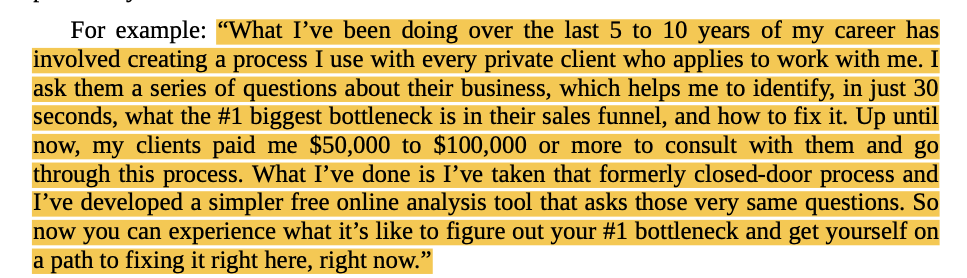 For example: “What I’ve been doing over the last 5 to 10 years of my career has
involved creating a process I use with every private client who applies to work with me. I
ask them a series of questions about their business, which helps me to identify, in just 30
seconds, what the #1 biggest bottleneck is in their sales funnel, and how to fix it. Up until
now, my clients paid me $50,000 to $100,000 or more to consult with them and go
through this process. What I’ve done is I’ve taken that formerly closed-door process and
I’ve developed a simpler free online analysis tool that asks those very same questions. So
now you can experience what it’s like to figure out your #1 bottleneck and get yourself on
a path to fixing it right here, right now.”